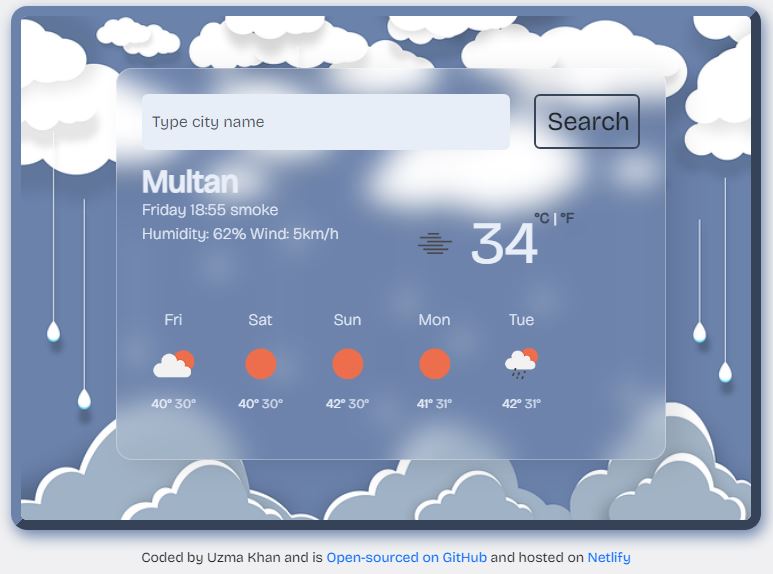 Type city name
Search
Multan
Friday 18:55 smoke
Humidity: 62% Wind: 5km/h
34 °C | °F
Fri Sat Sun Mon Tue
40° 30° 40° 30° 42° 30° 41° 31° 42° 31°
Coded by Uzma Khan and is Open-sourced on GitHub and hosted on Netlify